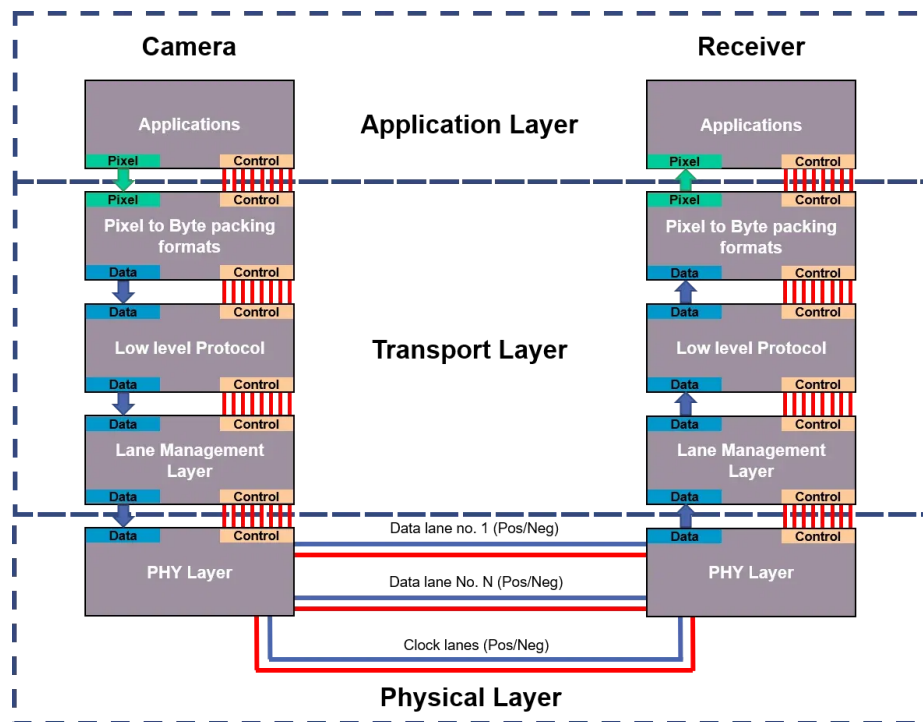 Camera
Receiver
Applications
Pixel
Control
Application Layer
Applications
Pixel
Control
Pixel
Control
Pixel to Byte packing
formats
Data
Control
Pixel
Control
Pixel to Byte packing
formats
Data
Control
Data
Control
Low level Protocol
Data
Control
Transport Layer
Data
Control
Low level Protocol
Data
Control
Data
Control
Lane Management
Layer
Data
Control
Data
Control
Lane Management
Layer
Data
Control
Data
Control
PHY Layer
Data lane no. 1 (Pos/Neg)
Data lane No. N (Pos/Neg)
Clock lanes (Pos/Neg)
Data
Control
PHY Layer
Physical Layer